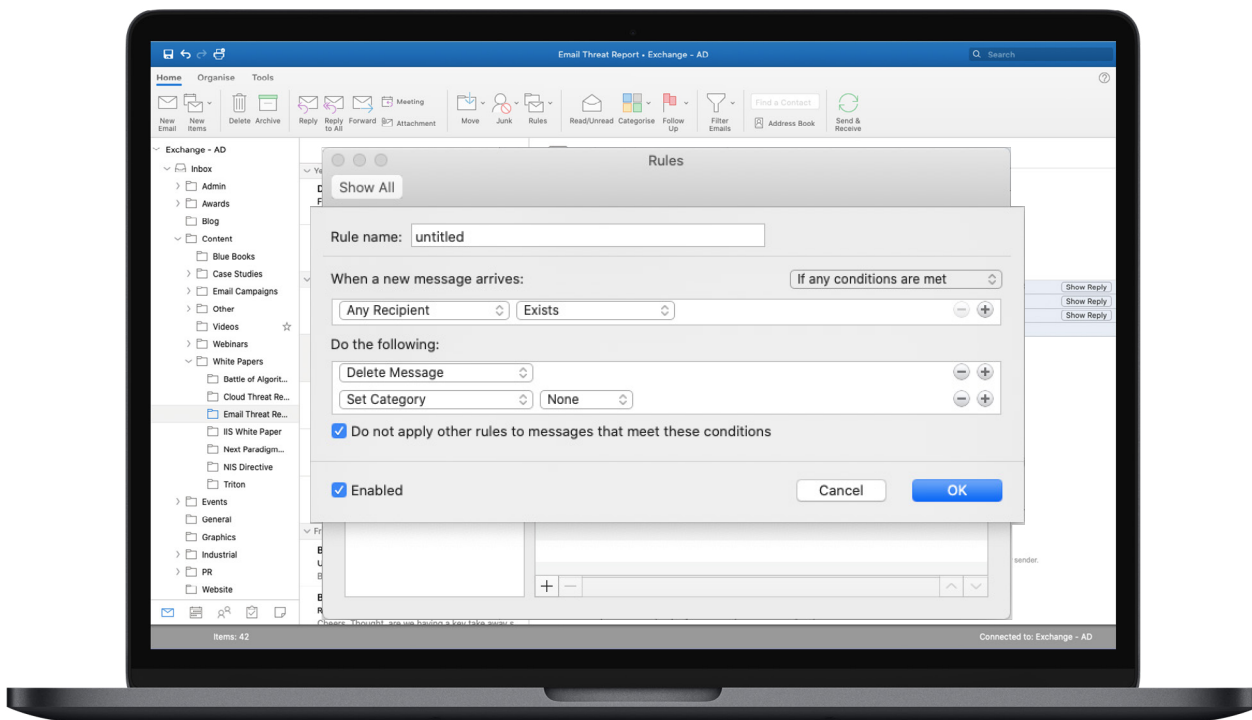 Email Threat Report • Exchange - AD
Search
Home Organise Tools
New Email
New Items
Delete
Archive
Reply
Reply to All
Forward
Meeting
Attachment
Move
Junk
Rules
Read/Unread
Categorise
Follow Up
Filter Emails
Find a Contact
Address Book
Send & Receive
Exchange - AD
Inbox
Admin
Awards
Blog
Content
Blue Books
Case Studies
Email Campaigns
Other
Videos
Webinars
White Papers
Battle of Algorit...
Cloud Threat Re...
Email Threat Re...
IIS White Paper
Next Paradigm...
NIS Directive
Triton
Events
General
Graphics
Industrial
PR
Website
Rules
Show All
Rule name: untitled
When a new message arrives: If any conditions are met
Any Recipient Exists
Do the following:
Delete Message
Set Category None
Do not apply other rules to messages that meet these conditions
Enabled Cancel OK
Show Reply
Show Reply
Show Reply
sender.
Cheers. Thought, are we having a key take away s
Items: 42
Connected to: Exchange - AD